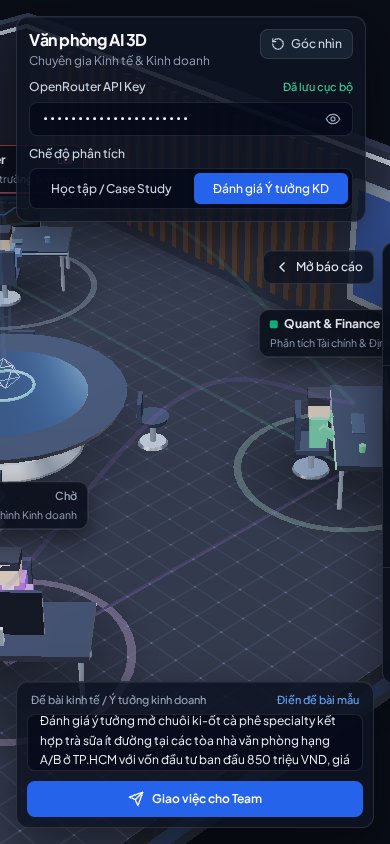 Văn phòng AI 3D
Góc nhìn
Chuyên gia Kinh tế & Kinh doanh
OpenRouter API Key
Đã lưu cục bộ
Chế độ phân tích
Học tập / Case Study
Đánh giá Ý tưởng KD
Mở báo cáo
Quant & Finance
Phân tích Tài chính &
Chờ
Kinh doanh
Đề bài kinh tế / Ý tưởng kinh doanh
Điền đề bài mẫu
Đánh giá ý tưởng mở chuỗi ki-ốt cà phê specialty kết
hợp trà sữa ít đường tại các tòa nhà văn phòng hạng
A/B ở TP.HCM với vốn đầu tư ban đầu 850 triệu VND, giá
Giao việc cho Team